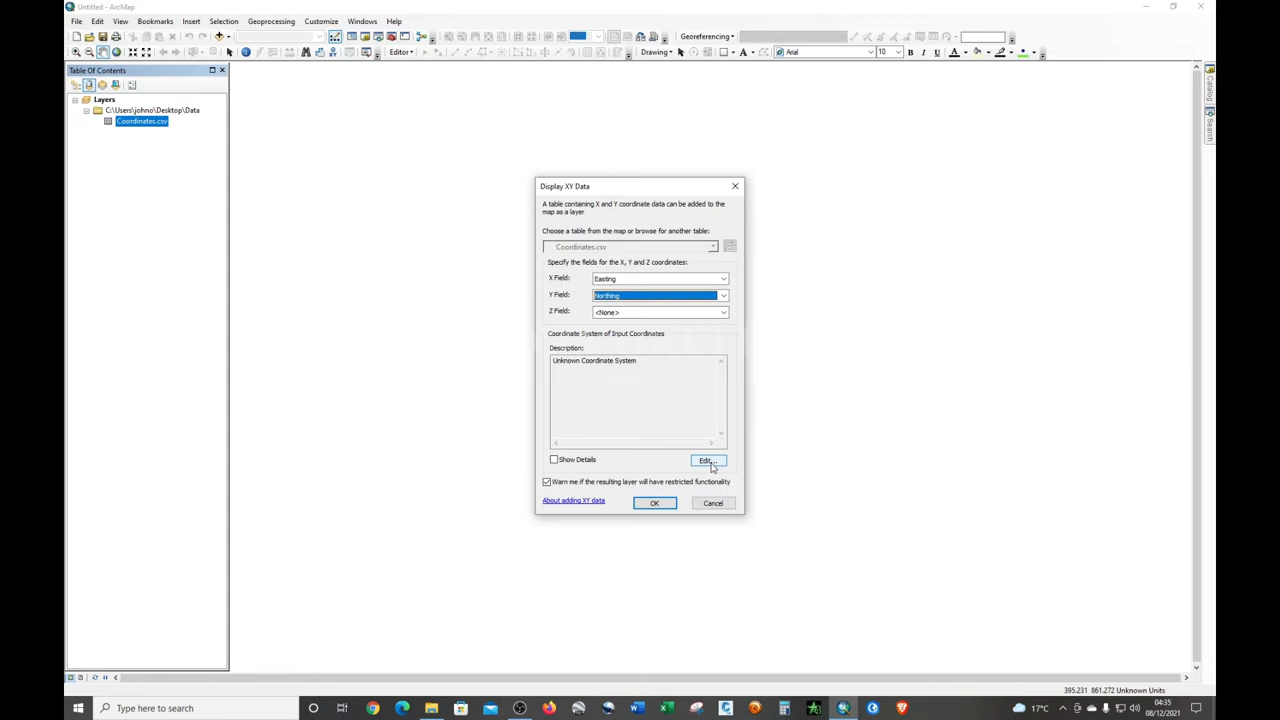 Untitled - ArcMap
File Edit View Bookmarks Insert Selection Geoprocessing Customize Windows Help
Georeferencing
Editor Drawing A Arial 10 B I U A
Table Of Contents
Layers
C:\Users\johno\Desktop\Data
Coordinates.csv
Catalog
Search
Display XY Data
A table containing X and Y coordinate data can be added to the
map as a layer
Choose a table from the map or browse for another table:
Coordinates.csv
Specify the fields for the X, Y and Z coordinates:
X Field: Easting
Y Field: Northing
Z Field: <None>
Coordinate System of Input Coordinates
Description:
Unknown Coordinate System
Show Details Edit...
Warn me if the resulting layer will have restricted functionality
About adding XY data OK Cancel
395.231 861.272 Unknown Units
Type here to search 17°C 04:35
08/12/2021